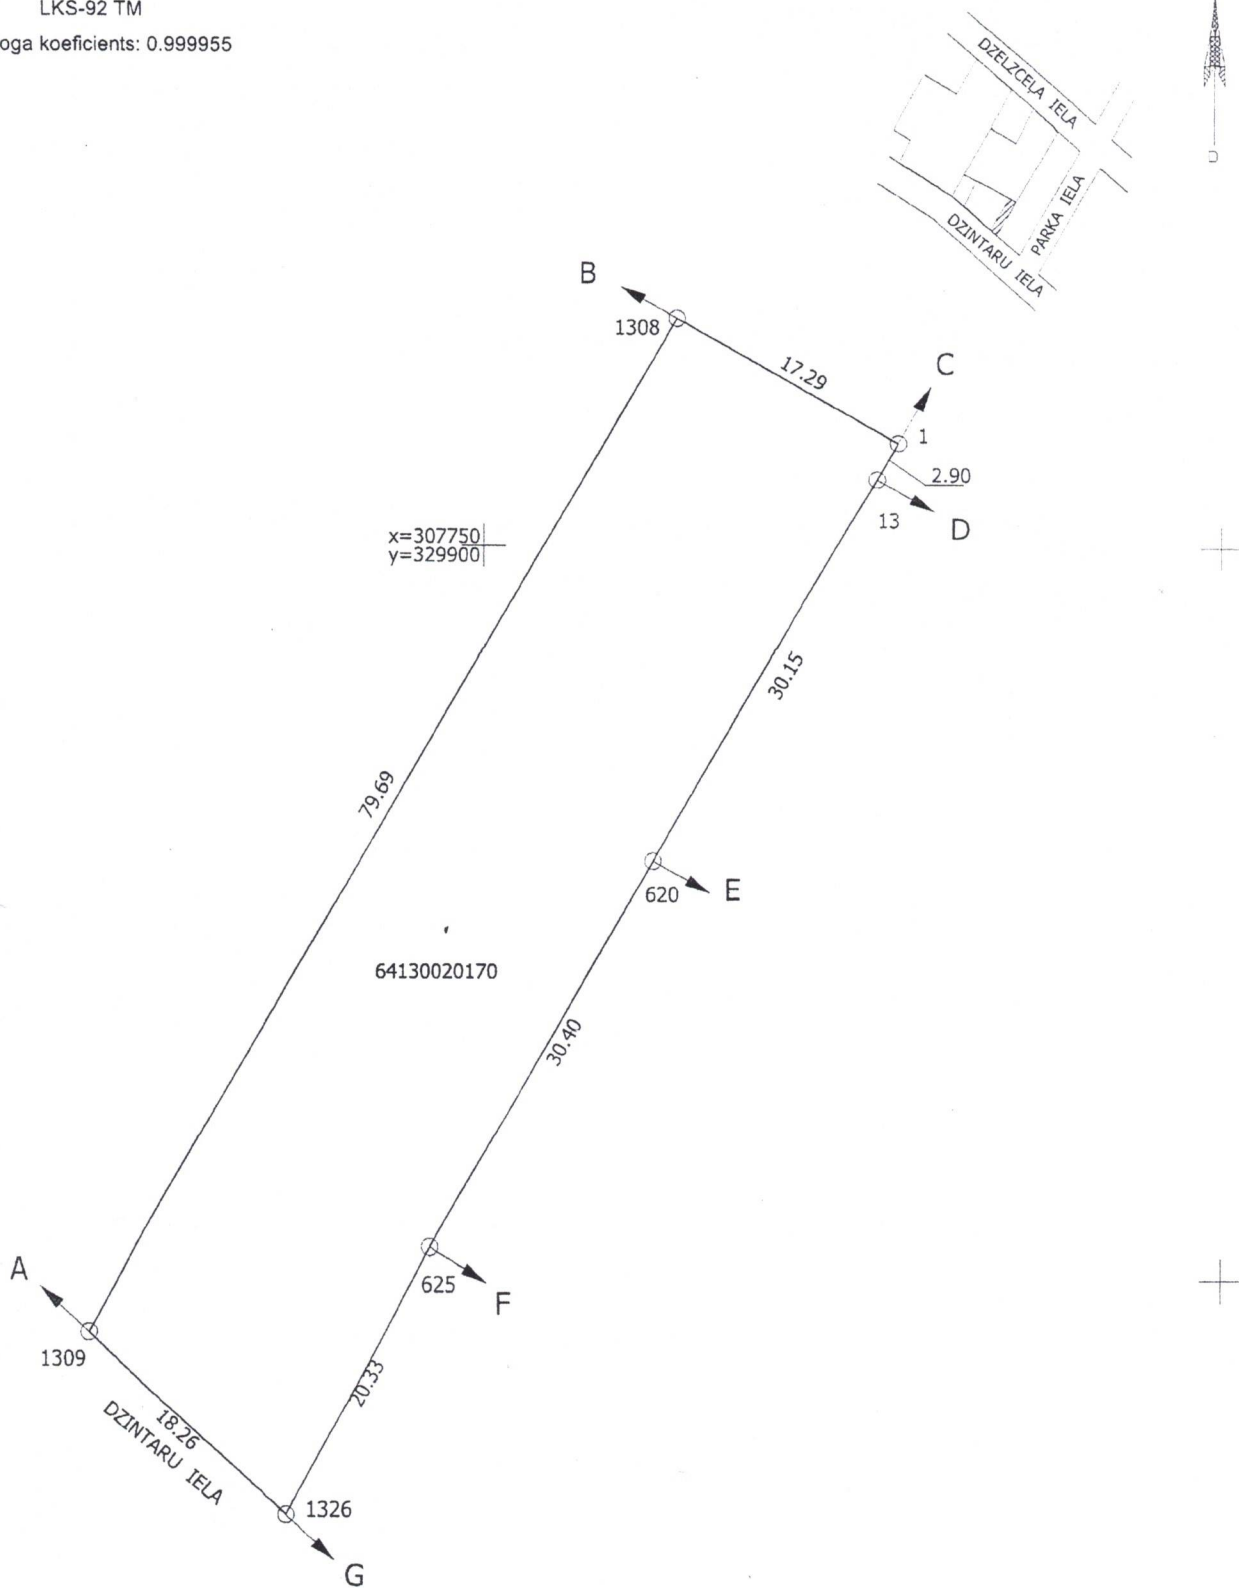 LKS-92 TM
oga koeficients: 0.999955
DZELZCEĻA IELA
PARKA IELA
DZINTARU IELA
D
B
1308
17.29
C
1
2.90
13
D
x=307750
y=329900
30.15
79.69
620
E
64130020170
30.40
625
F
A
1309
20.33
18.26
DZINTARU IELA
1326
G